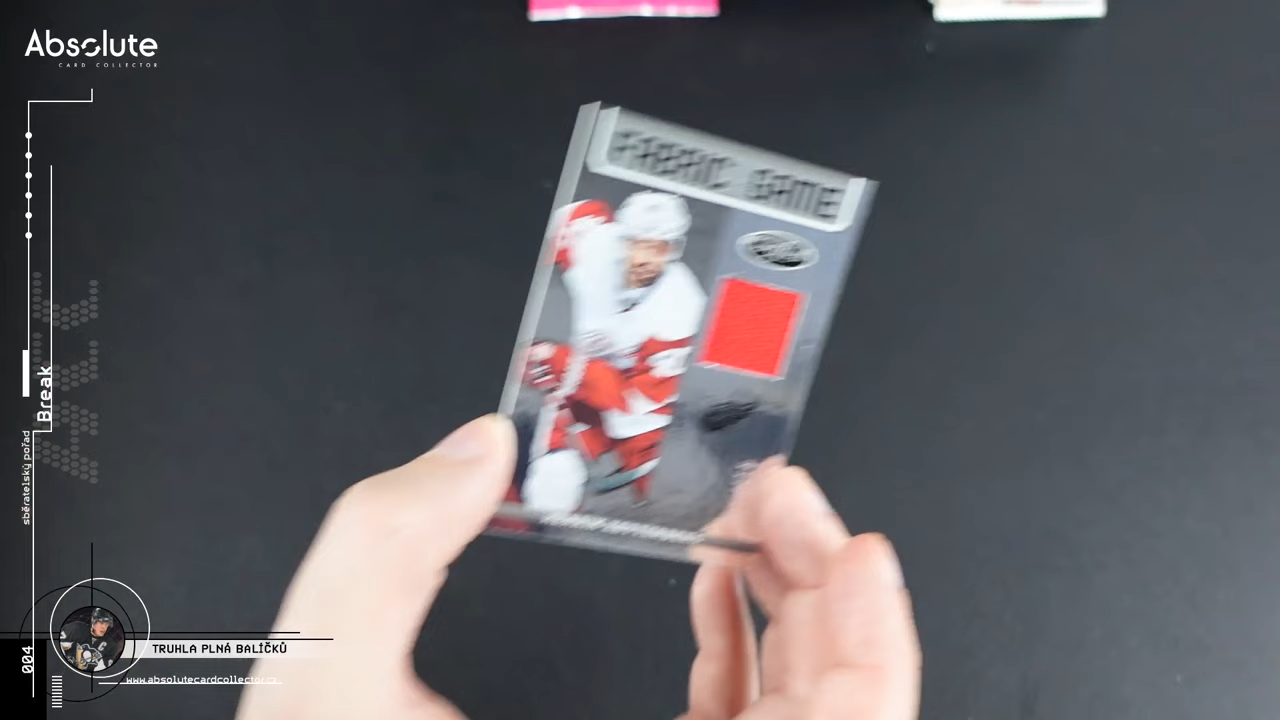 Absolute
CARD COLLECTOR
FABRIC GAME
Break
sběratelský pořad
004
TRUHLA PLNÁ BALÍČKŮ
www.absolutecardcollector.cz